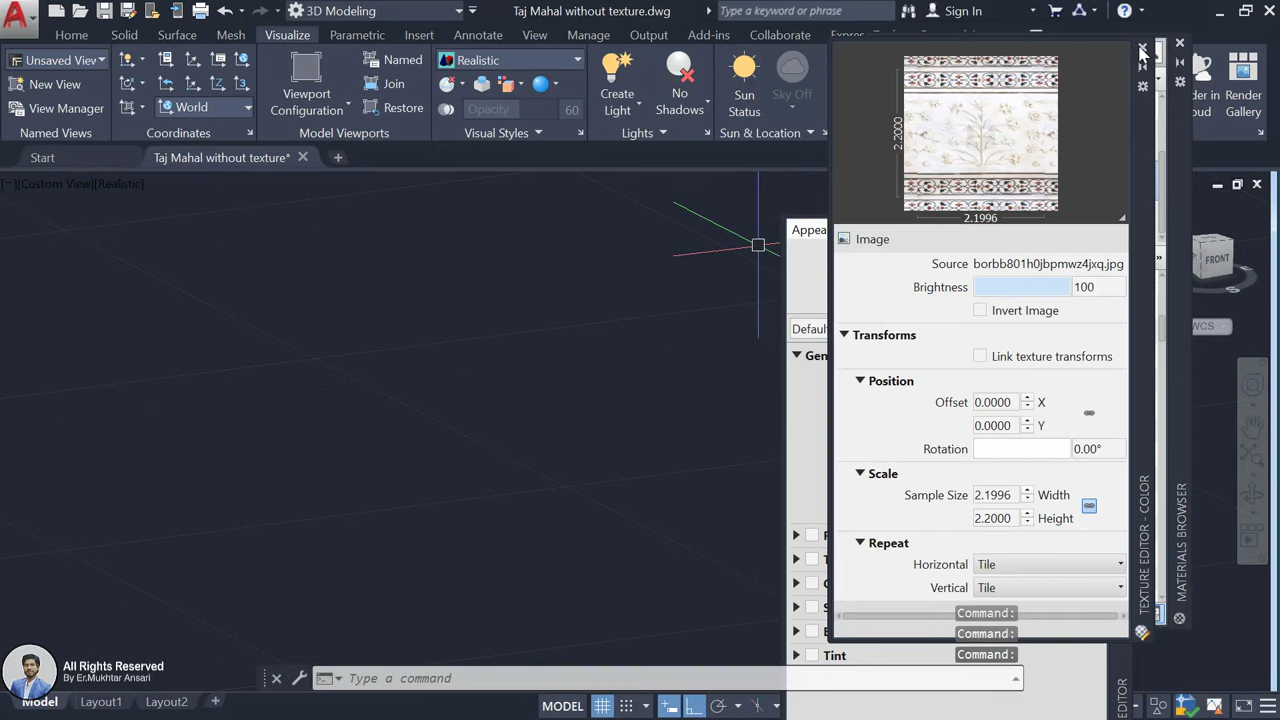 3D Modeling
Taj Mahal without texture.dwg
Type a keyword or phrase
Sign In
Home Solid Surface Mesh Visualize Parametric Insert Annotate View Manage Output Add-ins Collaborate
Unsaved View
New View
View Manager
Named Views
World
Coordinates
Viewport
Configuration
Named
Join
Restore
Model Viewports
Realistic
Opacity 60
Visual Styles
Create
Light
No
Shadows
Lights
Sun
Status
Sky Off
Sun & Location
Render
Gallery
Start
Taj Mahal without texture*
[−][Custom View][Realistic]
2.2000
2.1996
FRONT
Image
Source borbb801h0jbpmwz4jxq.jpg
Brightness 100
Invert Image
Transforms
Link texture transforms
Position
Offset 0.0000 X
0.0000 Y
Rotation 0.00°
Scale
Sample Size 2.1996 Width
2.2000 Height
Repeat
Horizontal Tile
Vertical Tile
Tint
TEXTURE EDITOR - COLOR
MATERIALS BROWSER
EDITOR
Command:
Command:
Command:
Type a command
All Rights Reserved
By Er.Mukhtar Ansari
Model Layout1 Layout2
MODEL